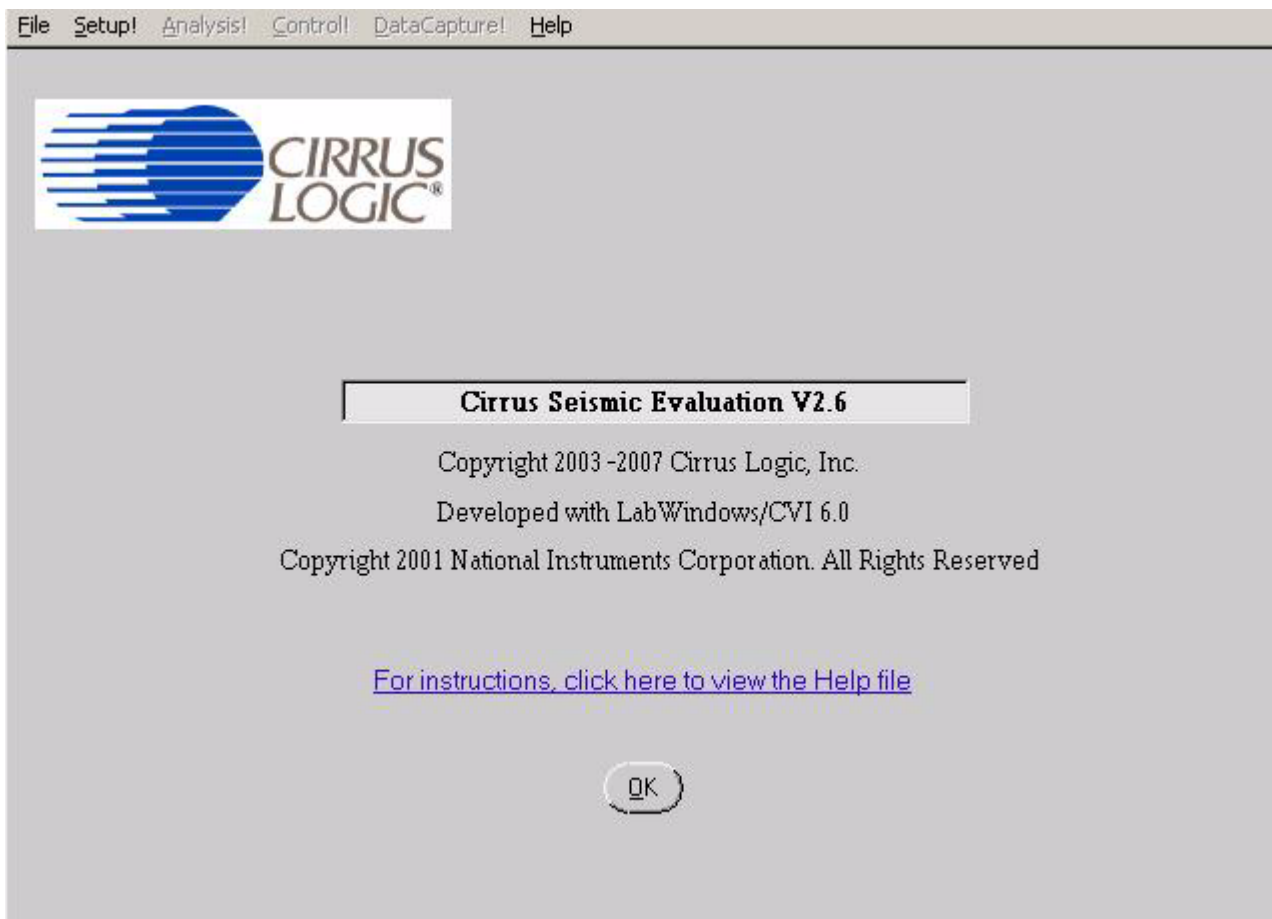 File Setup! Analysis! Control! DataCapture! Help
CIRRUS
LOGIC®
Cirrus Seismic Evaluation V2.6
Copyright 2003 -2007 Cirrus Logic, Inc.
Developed with LabWindows/CVI 6.0
Copyright 2001 National Instruments Corporation. All Rights Reserved
For instructions, click here to view the Help file
OK